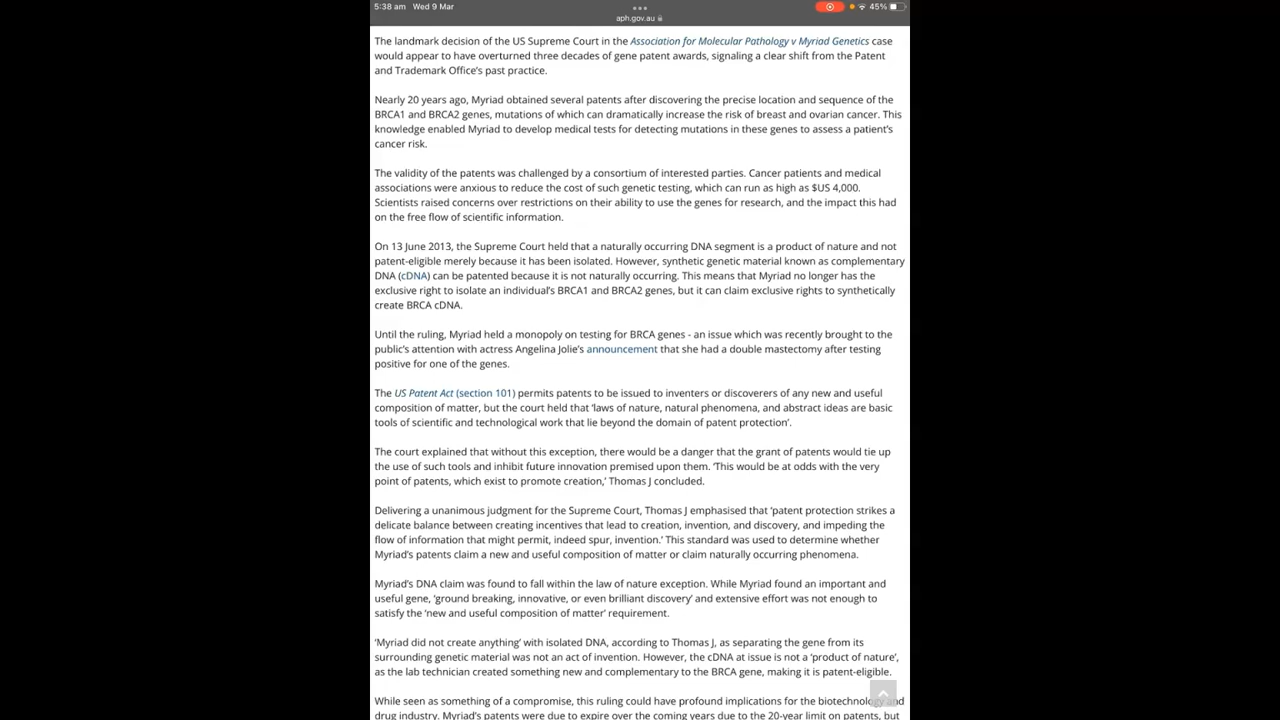 5:38 am Wed 9 Mar
45%
aph.gov.au
The landmark decision of the US Supreme Court in the Association for Molecular Pathology v Myriad Genetics case
would appear to have overturned three decades of gene patent awards, signaling a clear shift from the Patent
and Trademark Office's past practice.
Nearly 20 years ago, Myriad obtained several patents after discovering the precise location and sequence of the
BRCA1 and BRCA2 genes, mutations of which can dramatically increase the risk of breast and ovarian cancer. This
knowledge enabled Myriad to develop medical tests for detecting mutations in these genes to assess a patient's
cancer risk.
The validity of the patents was challenged by a consortium of interested parties. Cancer patients and medical
associations were anxious to reduce the cost of such genetic testing, which can run as high as $US 4,000.
Scientists raised concerns over restrictions on their ability to use the genes for research, and the impact this had
on the free flow of scientific information.
On 13 June 2013, the Supreme Court held that a naturally occurring DNA segment is a product of nature and not
patent-eligible merely because it has been isolated. However, synthetic genetic material known as complementary
DNA (cDNA) can be patented because it is not naturally occurring. This means that Myriad no longer has the
exclusive right to isolate an individual's BRCA1 and BRCA2 genes, but it can claim exclusive rights to synthetically
create BRCA cDNA.
Until the ruling, Myriad held a monopoly on testing for BRCA genes - an issue which was recently brought to the
public's attention with actress Angelina Jolie's announcement that she had a double mastectomy after testing
positive for one of the genes.
The US Patent Act (section 101) permits patents to be issued to inventers or discoverers of any new and useful
composition of matter, but the court held that 'laws of nature, natural phenomena, and abstract ideas are basic
tools of scientific and technological work that lie beyond the domain of patent protection'.
The court explained that without this exception, there would be a danger that the grant of patents would tie up
the use of such tools and inhibit future innovation premised upon them. 'This would be at odds with the very
point of patents, which exist to promote creation,' Thomas J concluded.
Delivering a unanimous judgment for the Supreme Court, Thomas J emphasised that 'patent protection strikes a
delicate balance between creating incentives that lead to creation, invention, and discovery, and impeding the
flow of information that might permit, indeed spur, invention.' This standard was used to determine whether
Myriad's patents claim a new and useful composition of matter or claim naturally occurring phenomena.
Myriad's DNA claim was found to fall within the law of nature exception. While Myriad found an important and
useful gene, 'ground breaking, innovative, or even brilliant discovery' and extensive effort was not enough to
satisfy the 'new and useful composition of matter' requirement.
'Myriad did not create anything' with isolated DNA, according to Thomas J, as separating the gene from its
surrounding genetic material was not an act of invention. However, the cDNA at issue is not a 'product of nature',
as the lab technician created something new and complementary to the BRCA gene, making it is patent-eligible.
While seen as something of a compromise, this ruling could have profound implications for the biotechnology and
drug industry. Myriad's patents were due to expire over the coming years due to the 20-year limit on patents, but